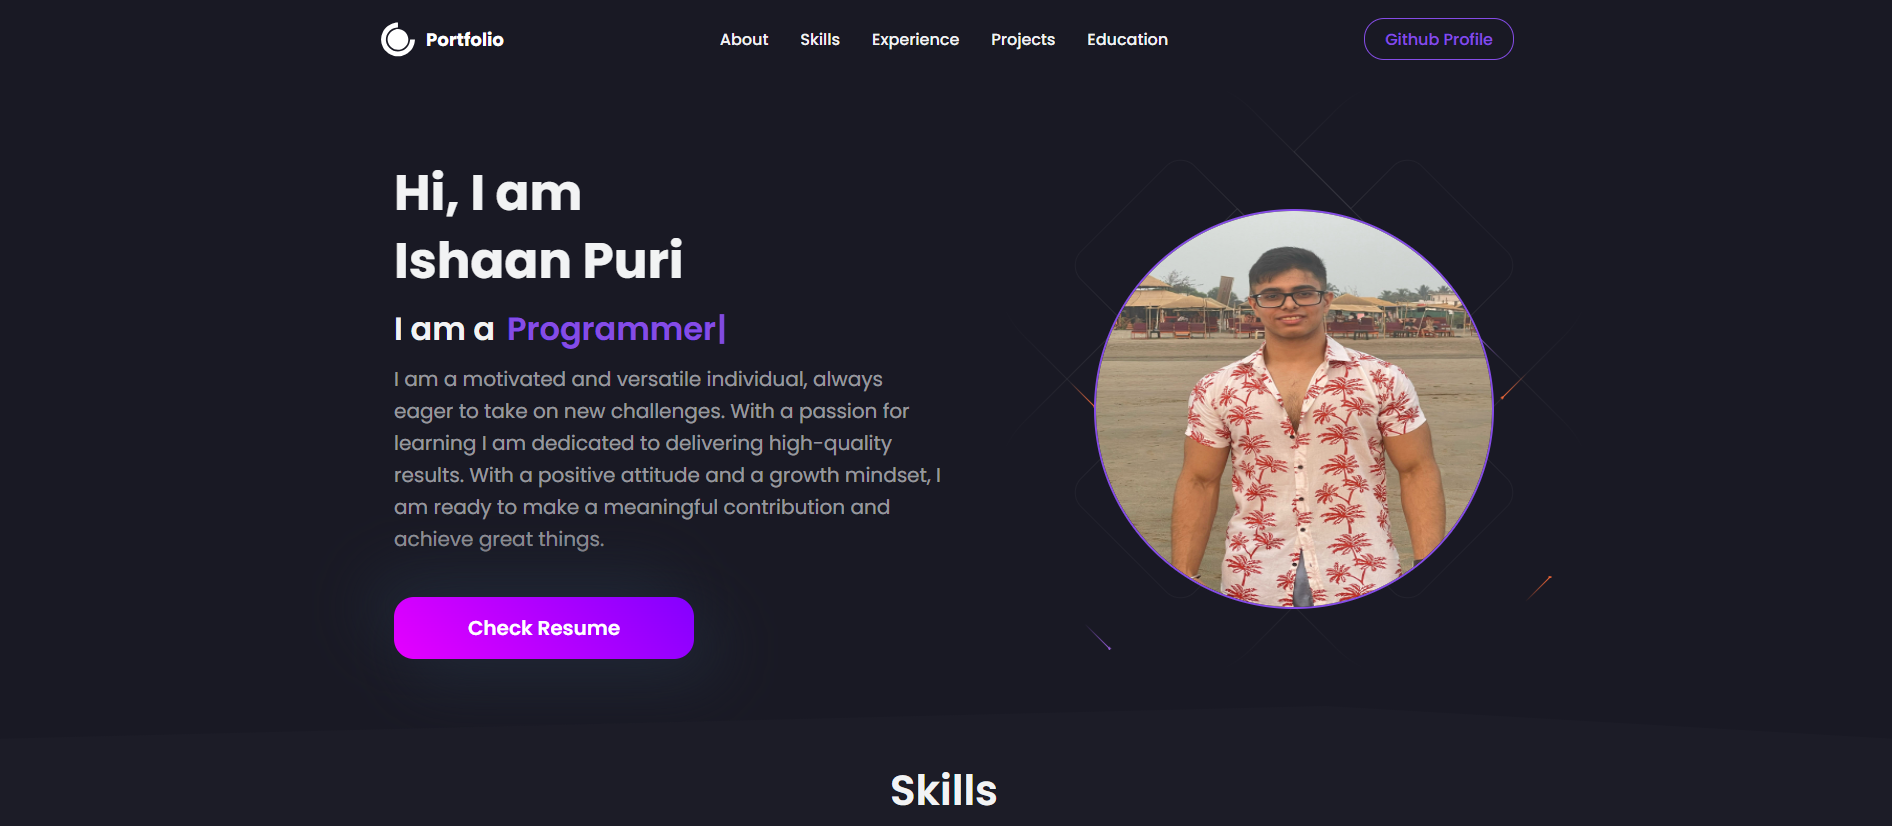 Portfolio
About Skills Experience Projects Education
Github Profile
Hi, I am
Ishaan Puri
I am a Programmer|
I am a motivated and versatile individual, always
eager to take on new challenges. With a passion for
learning I am dedicated to delivering high-quality
results. With a positive attitude and a growth mindset, I
am ready to make a meaningful contribution and
achieve great things.
Check Resume
Skills